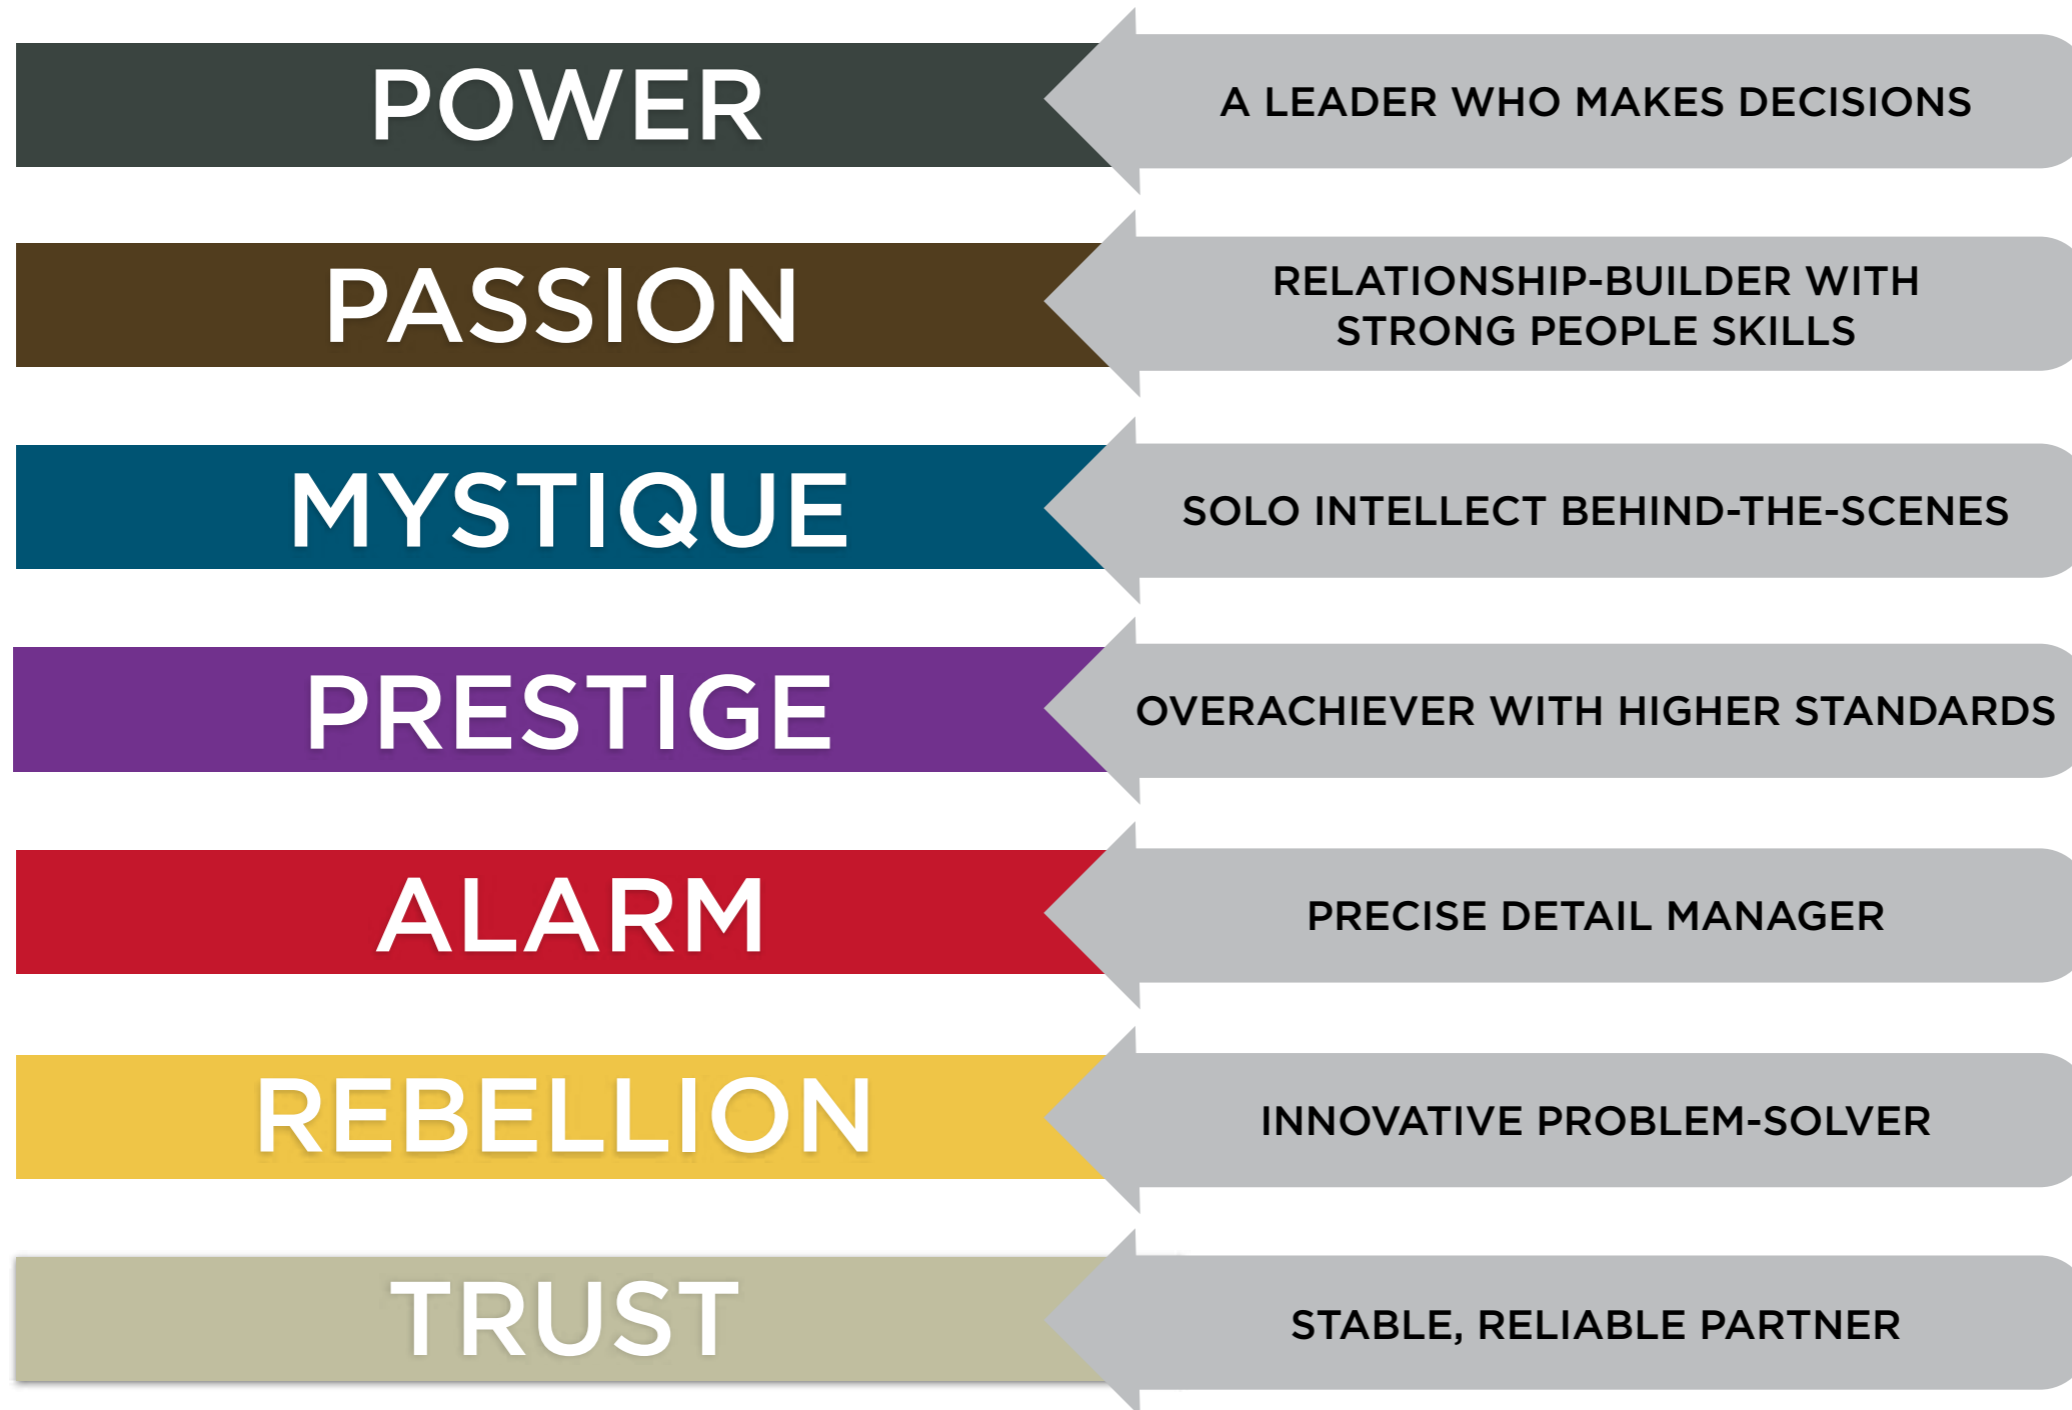 POWER
A LEADER WHO MAKES DECISIONS
PASSION
RELATIONSHIP-BUILDER WITH
STRONG PEOPLE SKILLS
MYSTIQUE
SOLO INTELLECT BEHIND-THE-SCENES
PRESTIGE
OVERACHIEVER WITH HIGHER STANDARDS
ALARM
PRECISE DETAIL MANAGER
REBELLION
INNOVATIVE PROBLEM-SOLVER
TRUST
STABLE, RELIABLE PARTNER